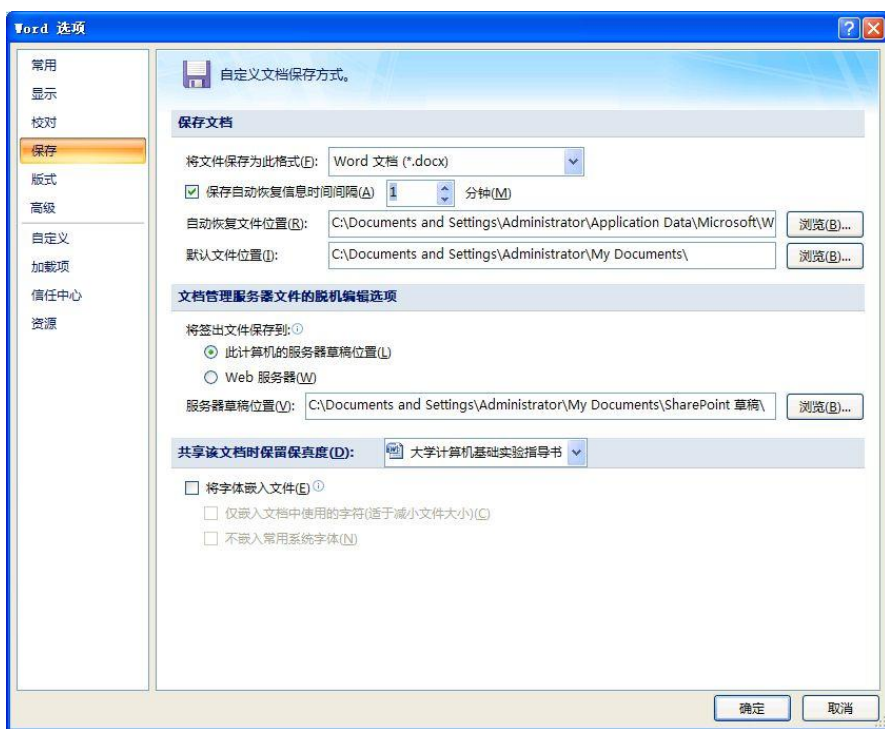 Word 选项
常用
显示
校对
保存
版式
高级
自定义
加载项
信任中心
资源
自定义文档保存方式。
保存文档
将文件保存为此格式(F): Word 文档 (*.docx)
保存自动恢复信息时间间隔(A) 1 分钟(M)
自动恢复文件位置(R): C:\Documents and Settings\Administrator\Application Data\Microsoft\W 浏览(B)...
默认文件位置(I): C:\Documents and Settings\Administrator\My Documents\ 浏览(B)...
文档管理服务器文件的脱机编辑选项
将签出文件保存到:
此计算机的服务器草稿位置(L)
Web 服务器(W)
服务器草稿位置(V): C:\Documents and Settings\Administrator\My Documents\SharePoint 草稿\ 浏览(B)...
共享该文档时保留保真度(D): 大学计算机基础实验指导书
将字体嵌入文件(E)
仅嵌入文档中使用的字符(适于减小文件大小)(C)
不嵌入常用系统字体(N)
确定 取消